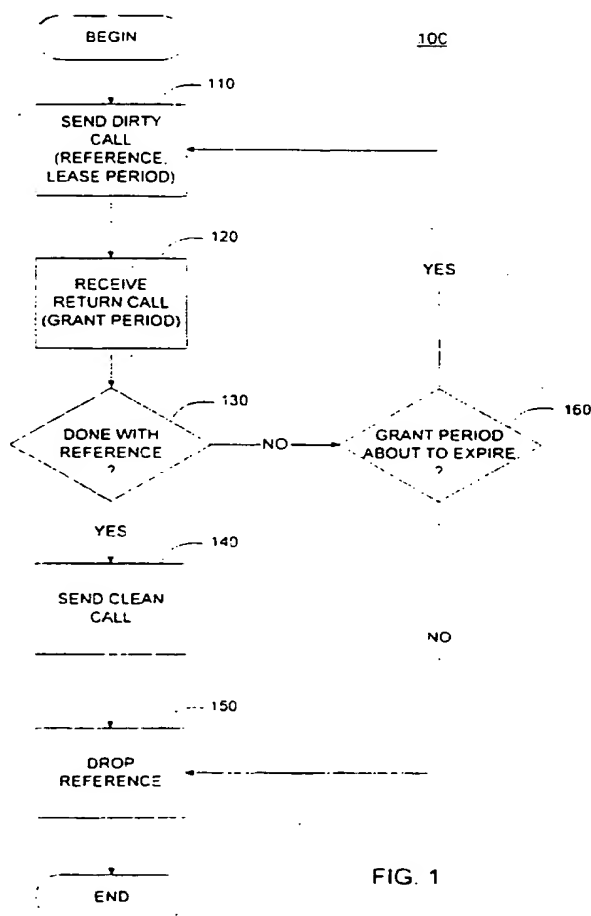 BEGIN
100
110
SEND DIRTY
CALL
(REFERENCE,
LEASE PERIOD)
120
RECEIVE
RETURN CALL
(GRANT PERIOD)
YES
130
DONE WITH
REFERENCE
?
NO
160
GRANT PERIOD
ABOUT TO EXPIRE
?
YES
140
SEND CLEAN
CALL
NO
150
DROP
REFERENCE
END
FIG. 1